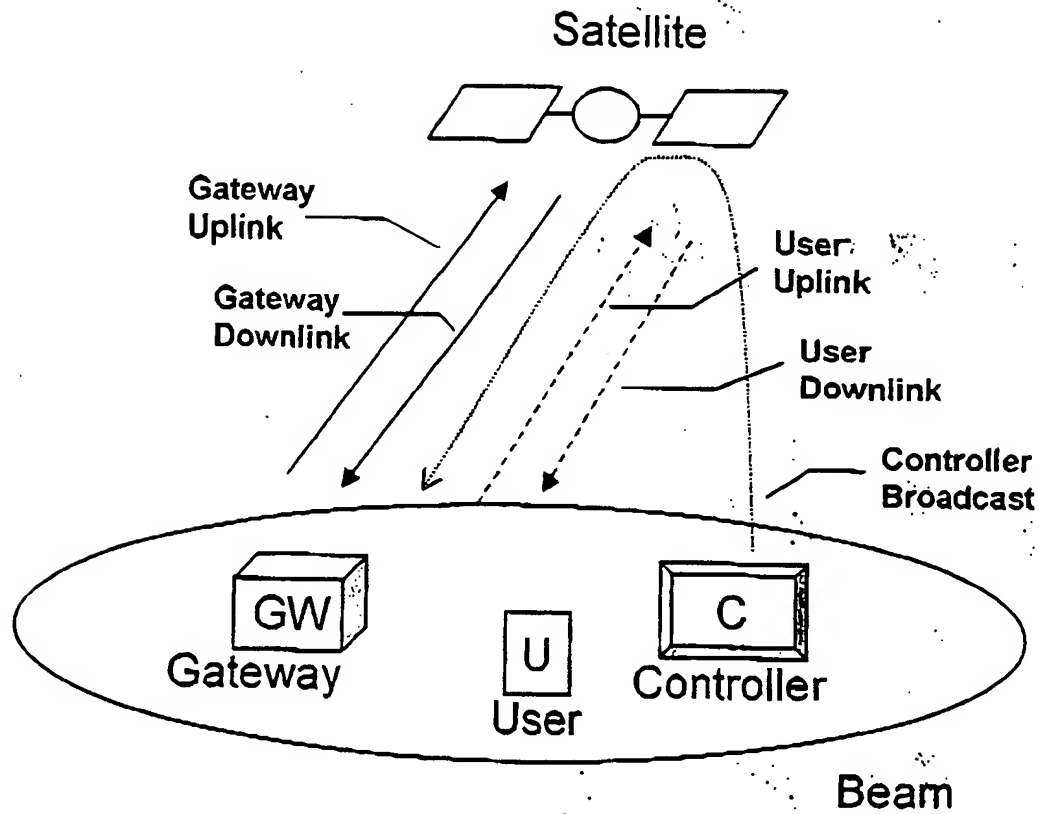 Satellite
Gateway
Uplink
Gateway
Downlink
User
Uplink
User
Downlink
Controller
Broadcast
GW
Gateway
U
User
C
Controller
Beam